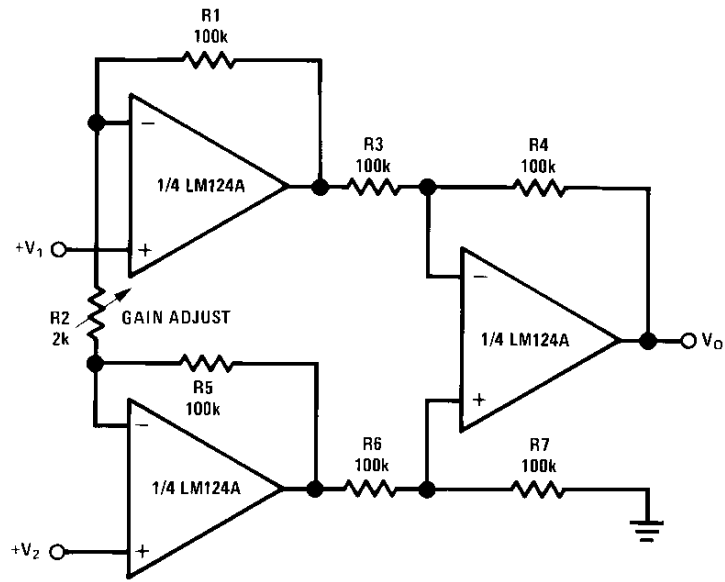 R1
100k
−
1/4 LM124A
+V1
+
R3
100k
R4
100k
−
1/4 LM124A
+
VO
R2
2k
GAIN ADJUST
R5
100k
−
1/4 LM124A
+V2
+
R6
100k
R7
100k